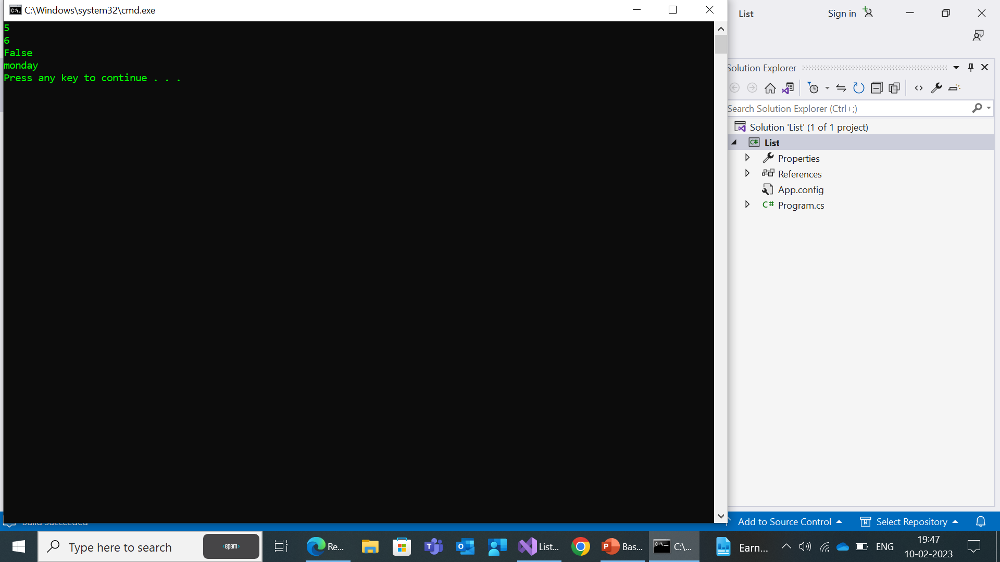 C:\Windows\system32\cmd.exe
5
6
False
monday
Press any key to continue . . .
List
Sign in
Solution Explorer
Search Solution Explorer (Ctrl+;)
Solution 'List' (1 of 1 project)
C# List
Properties
References
App.config
C# Program.cs
Build succeeded
Add to Source Control
Select Repository
Type here to search
<epam>
Re...
List...
Bas...
C:\...
Earn...
ENG
19:47
10-02-2023